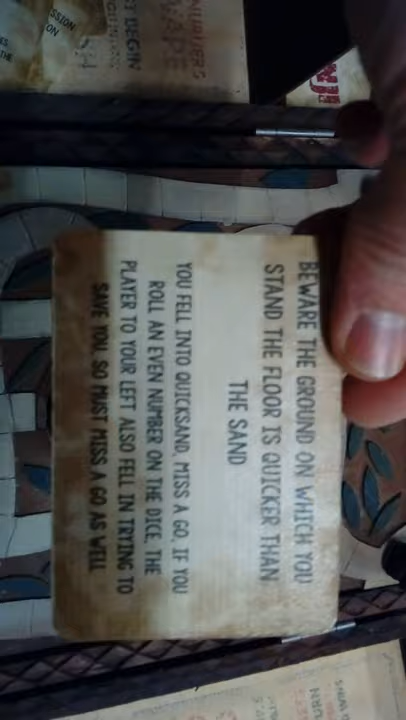 BEWARE THE GROUND ON WHICH YOU
STAND THE FLOOR IS QUICKER THAN
THE SAND
YOU FELL INTO QUICKSAND, MISS A GO, IF YOU
ROLL AN EVEN NUMBER ON THE DICE, THE
PLAYER TO YOUR LEFT ALSO FELL IN TRYING TO
SAVE YOU, SO MUST MISS A GO AS WELL